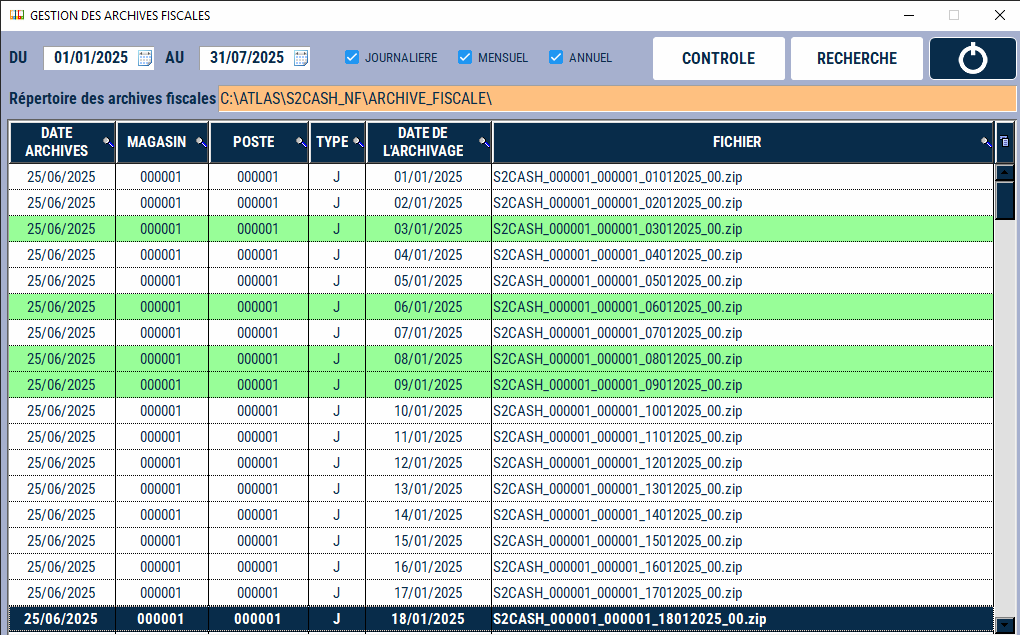 GESTION DES ARCHIVES FISCALES
DU 01/01/2025 AU 31/07/2025 JOURNALIERE MENSUEL ANNUEL CONTROLE RECHERCHE
Répertoire des archives fiscales C:\ATLAS\S2CASH_NF\ARCHIVE_FISCALE\
DATE ARCHIVES MAGASIN POSTE TYPE DATE DE L'ARCHIVAGE FICHIER
25/06/2025 000001 000001 J 01/01/2025 S2CASH_000001_000001_01012025_00.zip
25/06/2025 000001 000001 J 02/01/2025 S2CASH_000001_000001_02012025_00.zip
25/06/2025 000001 000001 J 03/01/2025 S2CASH_000001_000001_03012025_00.zip
25/06/2025 000001 000001 J 04/01/2025 S2CASH_000001_000001_04012025_00.zip
25/06/2025 000001 000001 J 05/01/2025 S2CASH_000001_000001_05012025_00.zip
25/06/2025 000001 000001 J 06/01/2025 S2CASH_000001_000001_06012025_00.zip
25/06/2025 000001 000001 J 07/01/2025 S2CASH_000001_000001_07012025_00.zip
25/06/2025 000001 000001 J 08/01/2025 S2CASH_000001_000001_08012025_00.zip
25/06/2025 000001 000001 J 09/01/2025 S2CASH_000001_000001_09012025_00.zip
25/06/2025 000001 000001 J 10/01/2025 S2CASH_000001_000001_10012025_00.zip
25/06/2025 000001 000001 J 11/01/2025 S2CASH_000001_000001_11012025_00.zip
25/06/2025 000001 000001 J 12/01/2025 S2CASH_000001_000001_12012025_00.zip
25/06/2025 000001 000001 J 13/01/2025 S2CASH_000001_000001_13012025_00.zip
25/06/2025 000001 000001 J 14/01/2025 S2CASH_000001_000001_14012025_00.zip
25/06/2025 000001 000001 J 15/01/2025 S2CASH_000001_000001_15012025_00.zip
25/06/2025 000001 000001 J 16/01/2025 S2CASH_000001_000001_16012025_00.zip
25/06/2025 000001 000001 J 17/01/2025 S2CASH_000001_000001_17012025_00.zip
25/06/2025 000001 000001 J 18/01/2025 S2CASH_000001_000001_18012025_00.zip